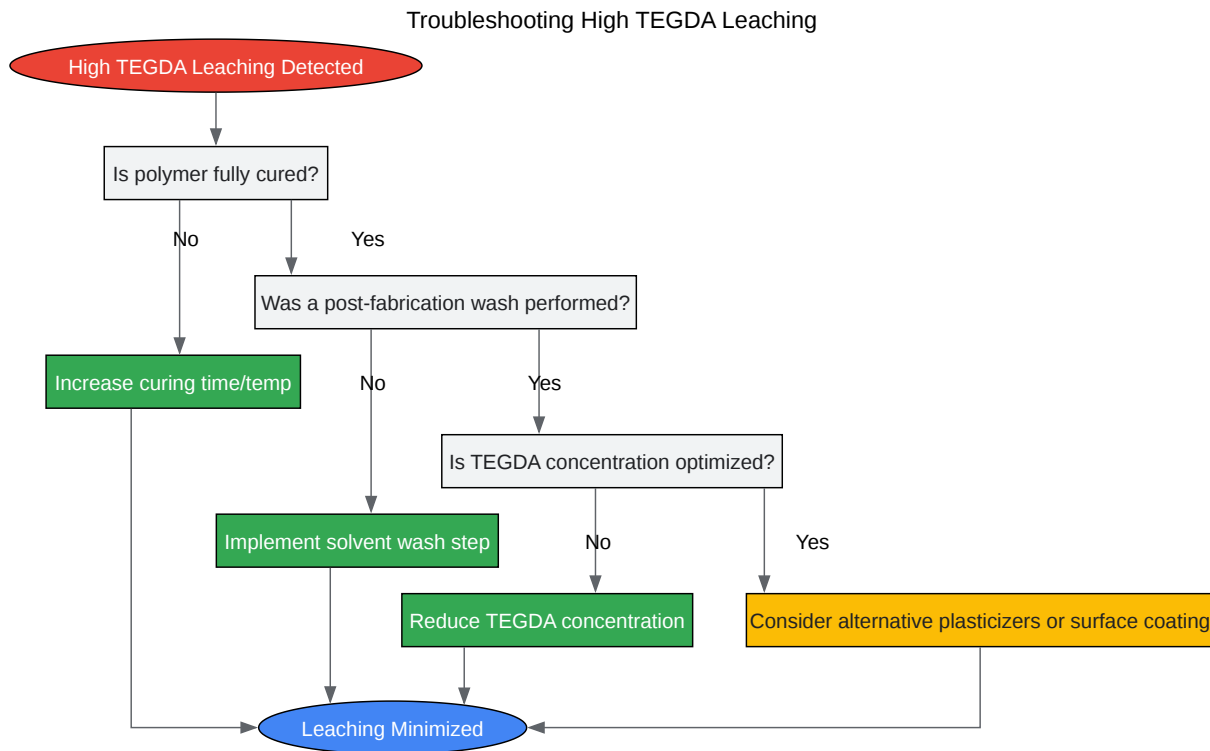 Troubleshooting High TEGDA Leaching
High TEGDA Leaching Detected
Is polymer fully cured?
No
Yes
Was a post-fabrication wash performed?
Increase curing time/temp
No
Yes
Is TEGDA concentration optimized?
Implement solvent wash step
No
Yes
Reduce TEGDA concentration
Consider alternative plasticizers or surface coating
Leaching Minimized